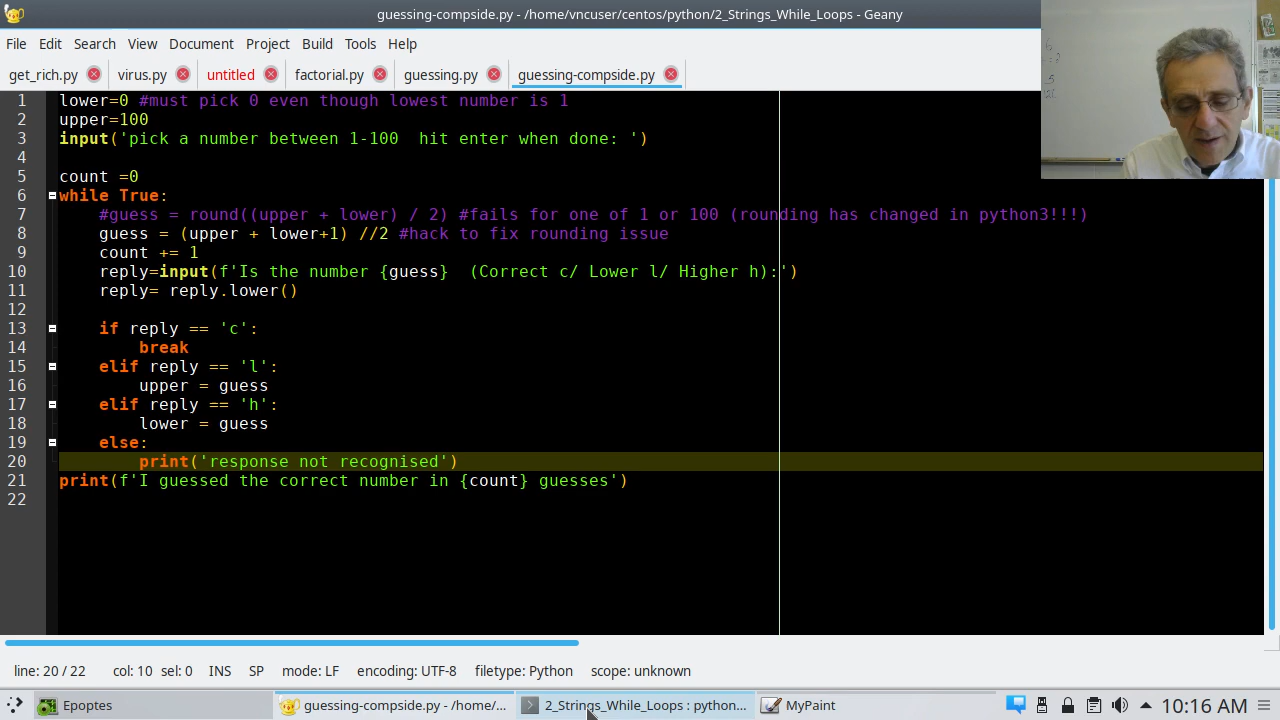 guessing-compside.py - /home/vncuser/centos/python/2_Strings_While_Loops - Geany
File Edit Search View Document Project Build Tools Help
get_rich.py virus.py untitled factorial.py guessing.py guessing-compside.py
1 lower=0 #must pick 0 even though lowest number is 1
2 upper=100
3 input('pick a number between 1-100  hit enter when done: ')
4
5 count =0
6 while True:
7     #guess = round((upper + lower) / 2) #fails for one of 1 or 100 (rounding has changed in python3!!!)
8     guess = (upper + lower+1) //2 #hack to fix rounding issue
9     count += 1
10     reply=input(f'Is the number {guess}  (Correct c/ Lower l/ Higher h):')
11     reply= reply.lower()
12
13     if reply == 'c':
14         break
15     elif reply == 'l':
16         upper = guess
17     elif reply == 'h':
18         lower = guess
19     else:
20         print('response not recognised')
21 print(f'I guessed the correct number in {count} guesses')
22
line: 20 / 22 col: 10 sel: 0 INS SP mode: LF encoding: UTF-8 filetype: Python scope: unknown
Epoptes guessing-compside.py - /home/... 2_Strings_While_Loops : python... MyPaint 10:16 AM